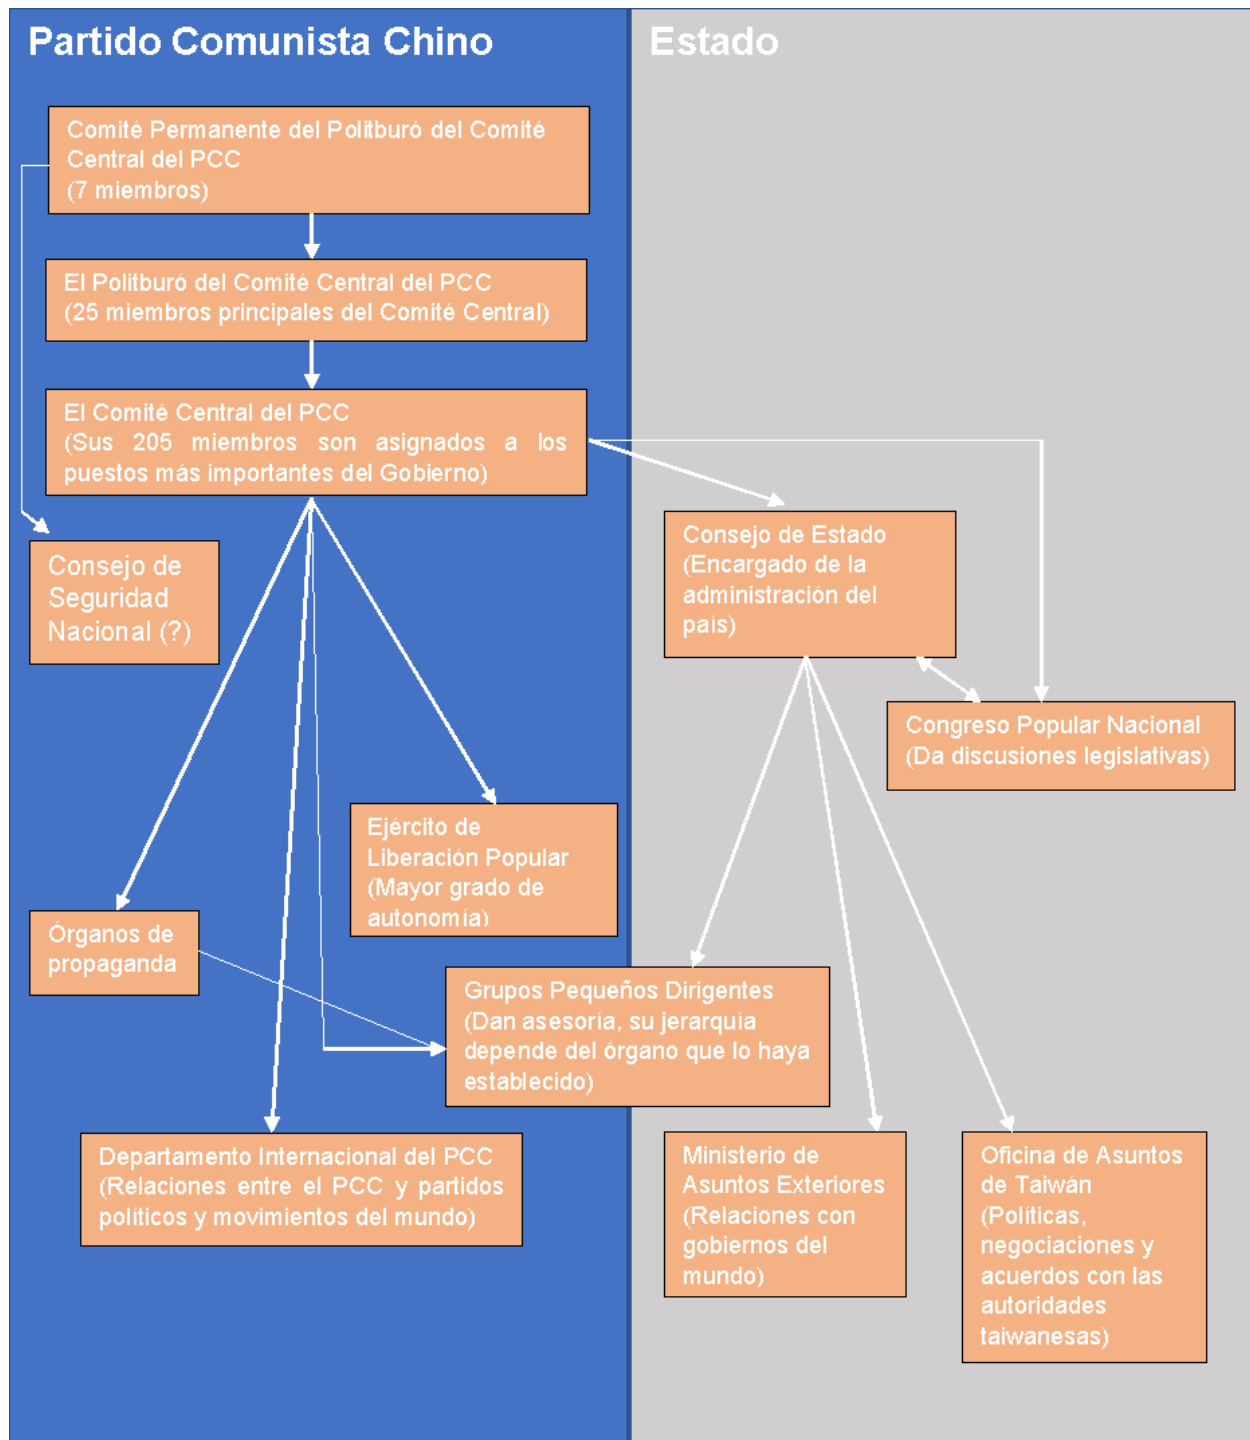 Partido Comunista Chino
Estado
Comité Permanente del Politburó del Comité
Central del PCC
(7 miembros)
El Politburó del Comité Central del PCC
(25 miembros principales del Comité Central)
El Comité Central del PCC
(Sus 205 miembros son asignados a los
puestos más importantes del Gobierno)
Consejo de
Seguridad
Nacional (?)
Consejo de Estado
(Encargado de la
administración del
país)
Congreso Popular Nacional
(Da discusiones legislativas)
Ejército de
Liberación Popular
(Mayor grado de
autonomía)
Órganos de
propaganda
Grupos Pequeños Dirigentes
(Dan asesoría, su jerarquía
depende del órgano que lo haya
establecido)
Departamento Internacional del PCC
(Relaciones entre el PCC y partidos
políticos y movimientos del mundo)
Ministerio de
Asuntos Exteriores
(Relaciones con
gobiernos del
mundo)
Oficina de Asuntos
de Taiwán
(Políticas,
negociaciones y
acuerdos con las
autoridades
taiwanesas)